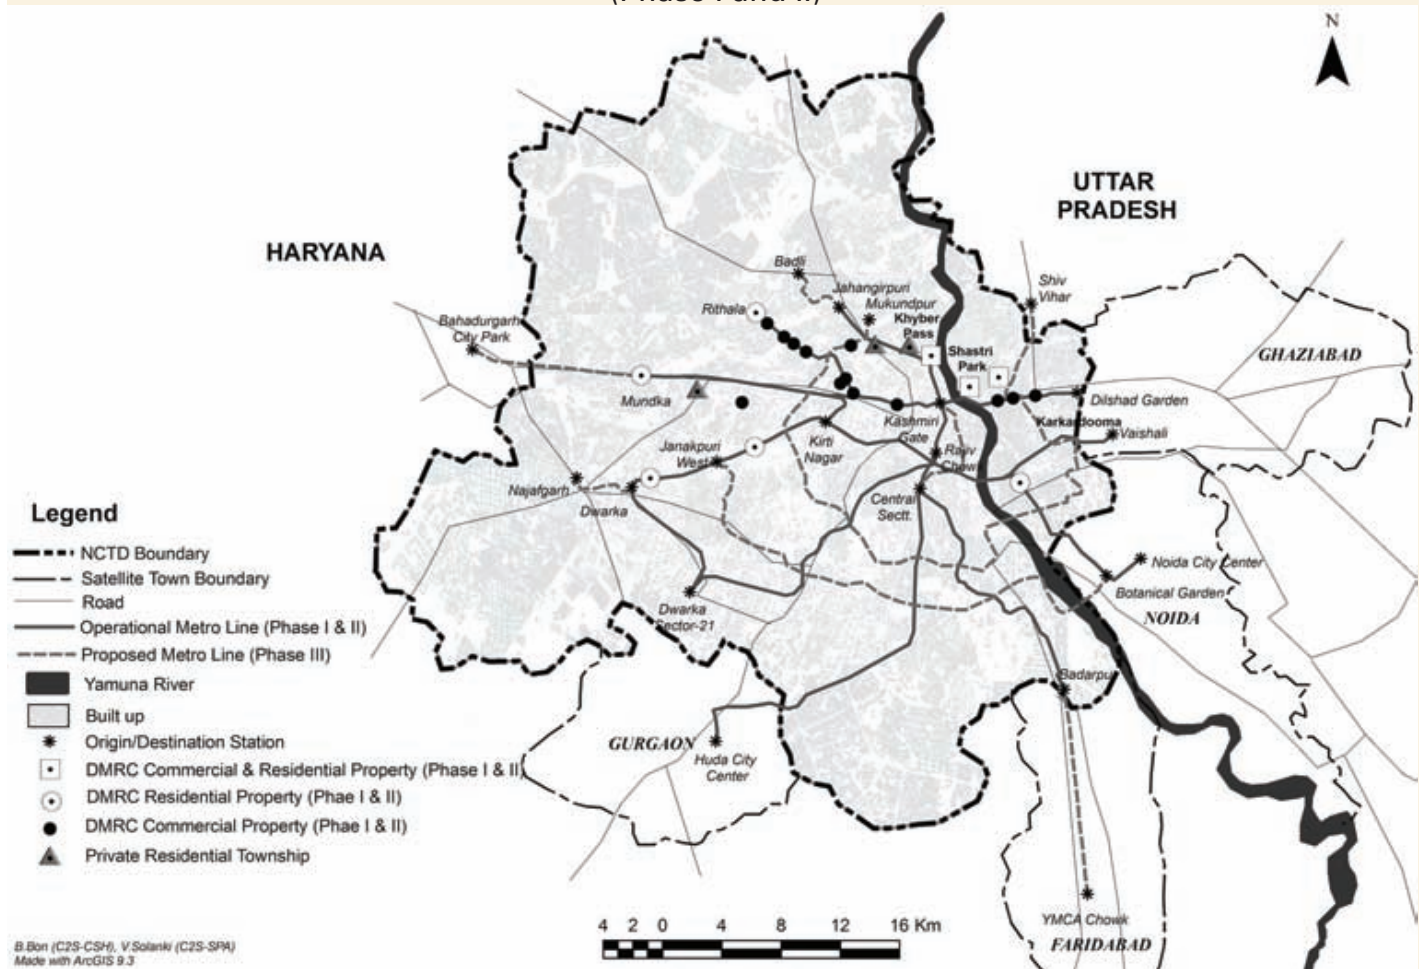 (Phase I and II)
N
UTTAR
PRADESH
HARYANA
Badli
Shiv
Vihar
Jahangirpuri
Mukundpur
Rithala
Khyber
Pass
Bahadurgarh
City Park
Shastri
Park
GHAZIABAD
Mundka
Dilshad Garden
Kashmiri
Gate
Karkardooma
Vaishali
Kirti
Nagar
Janakpuri
West
Rajiv
Chowk
Najafgarh
Dwarka
Central
Sectt.
Noida City Center
Botanical Garden
NOIDA
Dwarka
Sector-21
Badarpur
GURGAON
Huda City
Center
YMCA Chowk
FARIDABAD
Legend
NCTD Boundary
Satellite Town Boundary
Road
Operational Metro Line (Phase I & II)
Proposed Metro Line (Phase III)
Yamuna River
Built up
Origin/Destination Station
DMRC Commercial & Residential Property (Phase I & II)
DMRC Residential Property (Phae I & II)
DMRC Commercial Property (Phae I & II)
Private Residential Township
4 2 0 4 8 12 16 Km
B.Bon (C2S-CSH), V.Solanki (C2S-SPA)
Made with ArcGIS 9.3